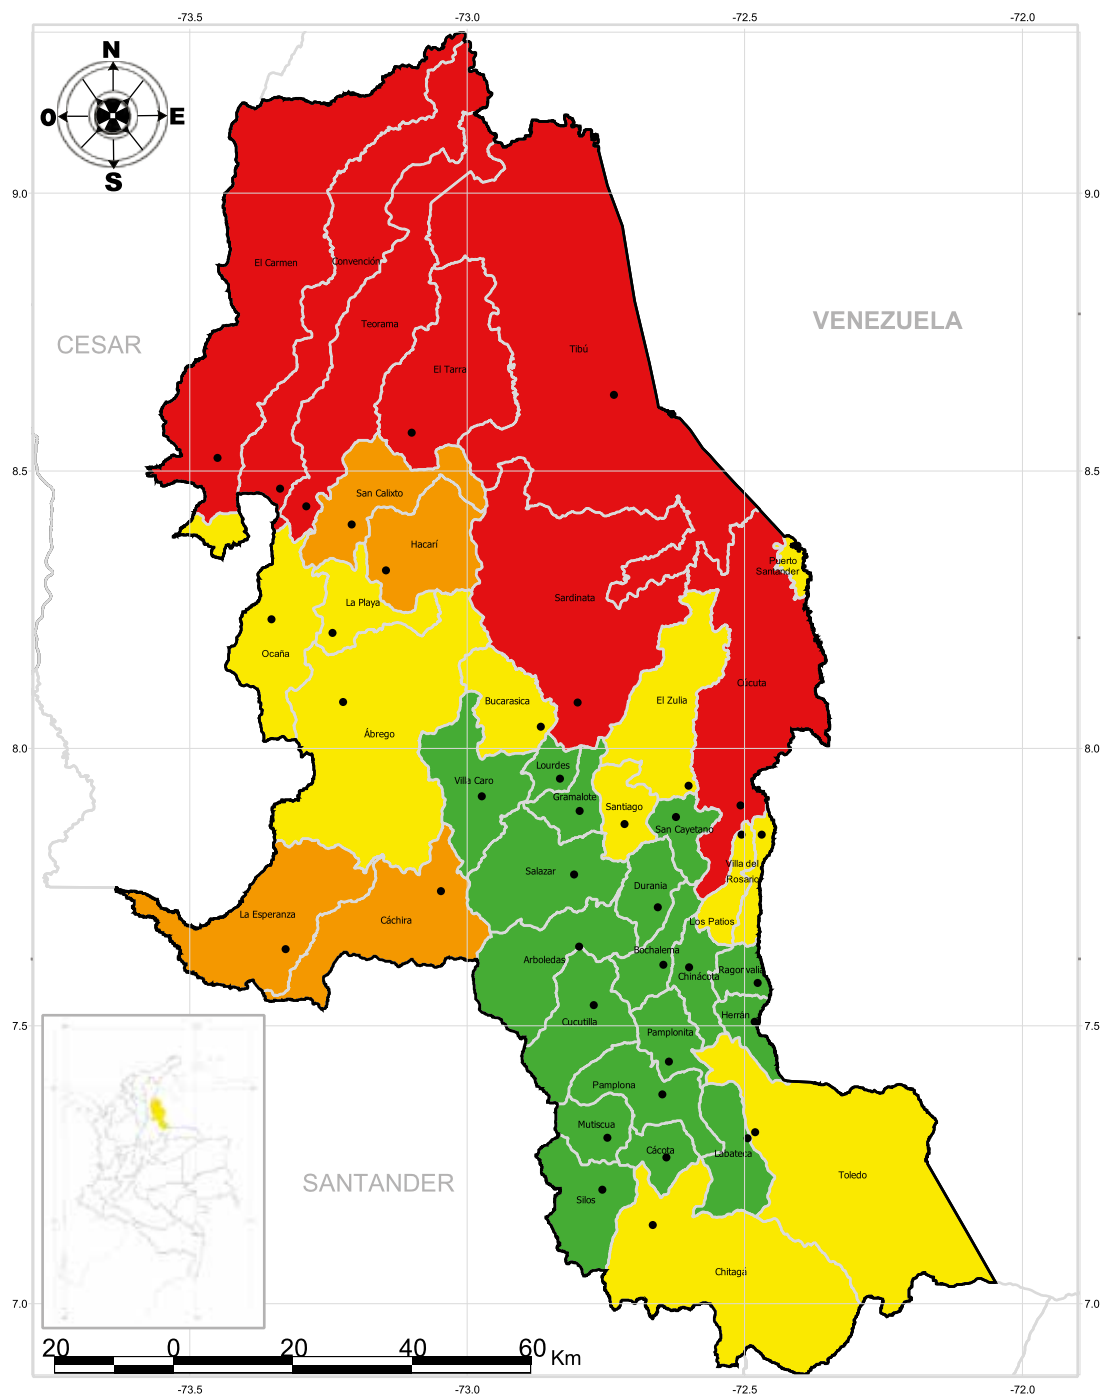 -73.5
-73.0
-72.5
-72.0
N
O
E
S
9.0
9.0
El Carmen
Convención
VENEZUELA
Teorama
CESAR
Tibú
El Tarra
8.5
8.5
San Calixto
Hacarí
Puerto
Santander
Sardinata
La Playa
Ocaña
Cúcuta
Bucarasica
El Zulia
Ábrego
8.0
8.0
Lourdes
Villa Caro
Gramalote
Santiago
San Cayetano
Villa del
Rosario
Salazar
Durania
La Esperanza
Cáchira
Los Patios
Bochalema
Arboledas
Chinácota
Ragonvalia
Herrán
Cucutilla
7.5
7.5
Pamplonita
Pamplona
Mutiscua
Cácota
Labateca
Toledo
SANTANDER
Silos
Chitagá
7.0
7.0
20
0
20
60
Km
-73.5
-73.0
-72.5
-72.0